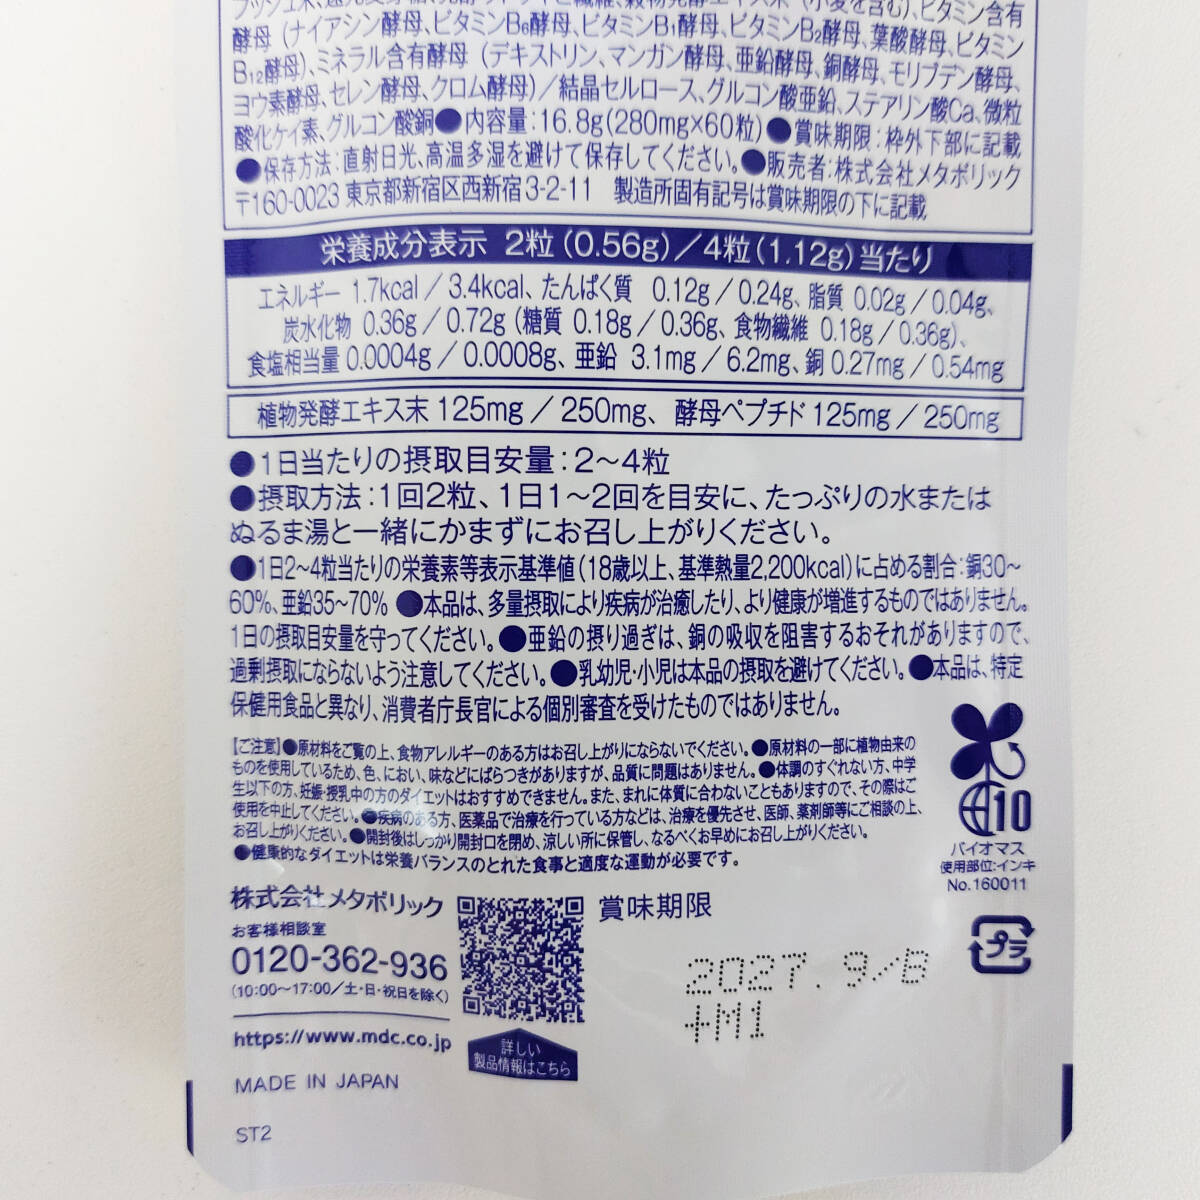 酵母(ナイアシン酵母、ビタミンB6酵母、ビタミンB1酵母、ビタミンB2酵母、葉酸酵母、ビタミン
B12酵母)、ミネラル含有酵母(デキストリン、マンガン酵母、亜鉛酵母、銅酵母、モリブデン酵母、
ヨウ素酵母、セレン酵母、クロム酵母)/結晶セルロース、グルコン酸亜鉛、ステアリン酸Ca、微粒
酸化ケイ素、グルコン酸銅●内容量:16.8g(280mg×60粒)●賞味期限:枠外下部に記載
●保存方法:直射日光、高温多湿を避けて保存してください。●販売者:株式会社メタボリック
〒160-0023 東京都新宿区西新宿3-2-11 製造所固有記号は賞味期限の下に記載
栄養成分表示 2粒(0.56g)/4粒(1.12g)当たり
エネルギー 1.7kcal/3.4kcal、たんぱく質 0.12g/0.24g、脂質 0.02g/0.04g、
炭水化物 0.36g/0.72g(糖質 0.18g/0.36g、食物繊維 0.18g/0.36g)、
食塩相当量 0.0004g/0.0008g、亜鉛 3.1mg/6.2mg、銅 0.27mg/0.54mg
植物発酵エキス末 125mg/250mg、酵母ペプチド 125mg/250mg
●1日当たりの摂取目安量:2〜4粒
●摂取方法:1回2粒、1日1〜2回を目安に、たっぷりの水または
ぬるま湯と一緒にかまずにお召し上がりください。
●1日2〜4粒当たりの栄養素等表示基準値(18歳以上、基準熱量2,200kcal)に占める割合:銅30〜
60%、亜鉛35〜70% ●本品は、多量摂取により疾病が治癒したり、より健康が増進するものではありません。
1日の摂取目安量を守ってください。●亜鉛の摂り過ぎは、銅の吸収を阻害するおそれがありますので、
過剰摂取にならないよう注意してください。●乳幼児・小児は本品の摂取を避けてください。●本品は、特定
保健用食品と異なり、消費者庁長官による個別審査を受けたものではありません。
【ご注意】●原材料をご覧の上、食物アレルギーのある方はお召し上がりにならないでください。●原材料の一部に植物由来の
ものを使用しているため、色、におい、味などにばらつきがありますが、品質に問題はありません。●体調のすぐれない方、中学
生以下の方、妊娠・授乳中の方のダイエットはおすすめできません。また、まれに体質に合わないこともありますので、その際はご
使用を中止してください。●疾病のある方、医薬品で治療を行っている方などは、治療を優先させ、医師、薬剤師等にご相談の上、
お召し上がりください。●開封後はしっかり開封口を閉め、涼しい所に保管し、なるべくお早めにお召し上がりください。
●健康的なダイエットは栄養バランスのとれた食事と適度な運動が必要です。
10
バイオマス
使用部位:インキ
No.160011
株式会社メタボリック
お客様相談室
0120-362-936
(10:00〜17:00/土・日・祝日を除く)
https://www.mdc.co.jp
MADE IN JAPAN
ST2
詳しい
製品情報はこちら
賞味期限
2027.9/B
+M1
プラ